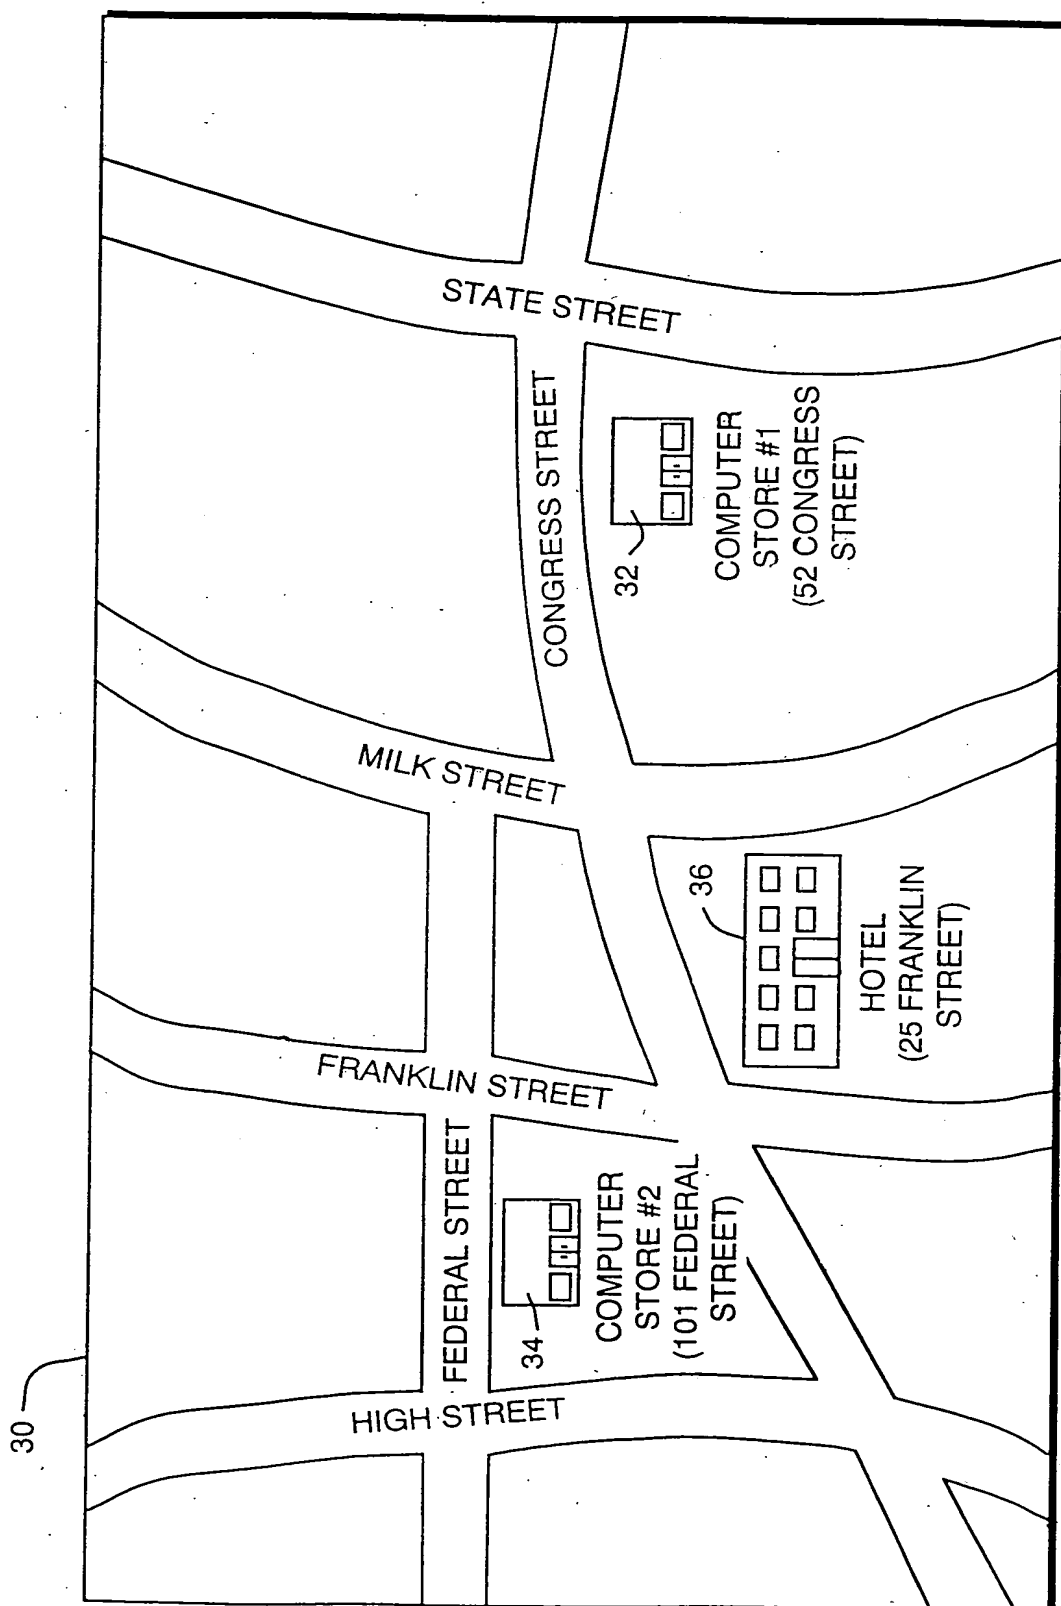 30
HIGH STREET
FEDERAL STREET
34
COMPUTER
STORE #2
(101 FEDERAL
STREET)
FRANKLIN STREET
36
HOTEL
(25 FRANKLIN
STREET)
MILK STREET
CONGRESS STREET
32
COMPUTER
STORE #1
(52 CONGRESS
STREET)
STATE STREET